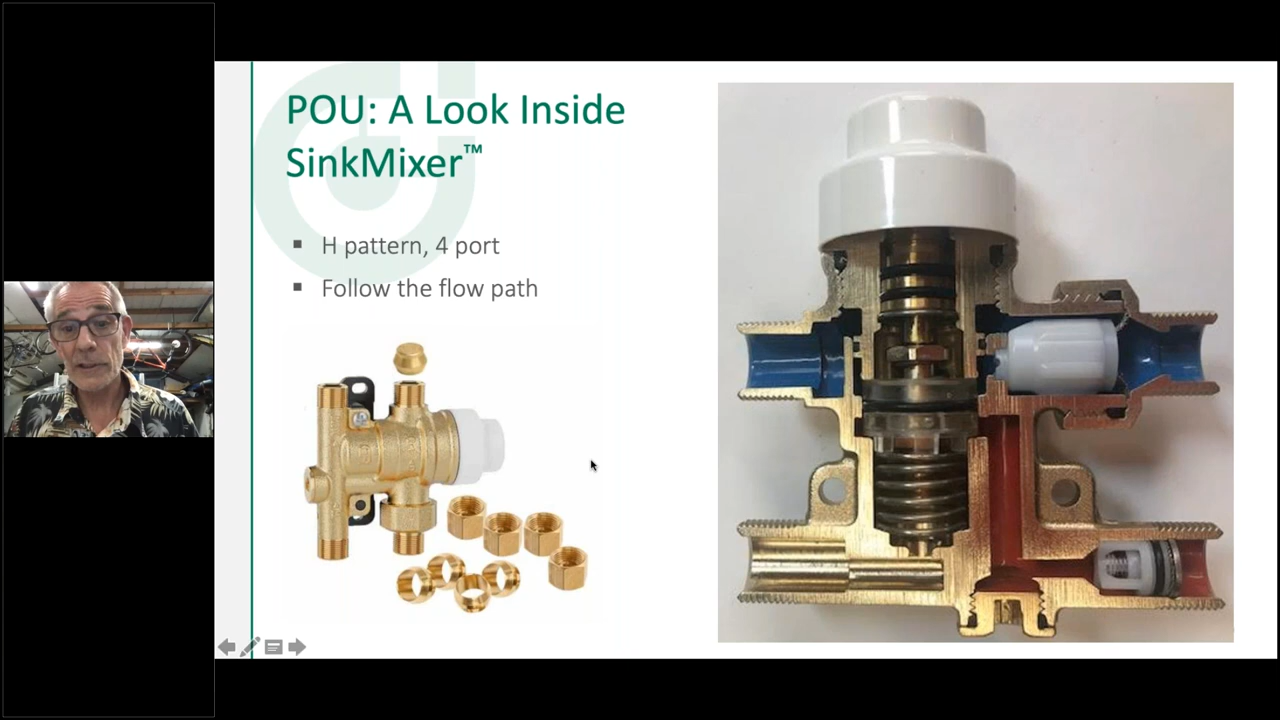 POU: A Look Inside
SinkMixer™
▪ H pattern, 4 port
▪ Follow the flow path